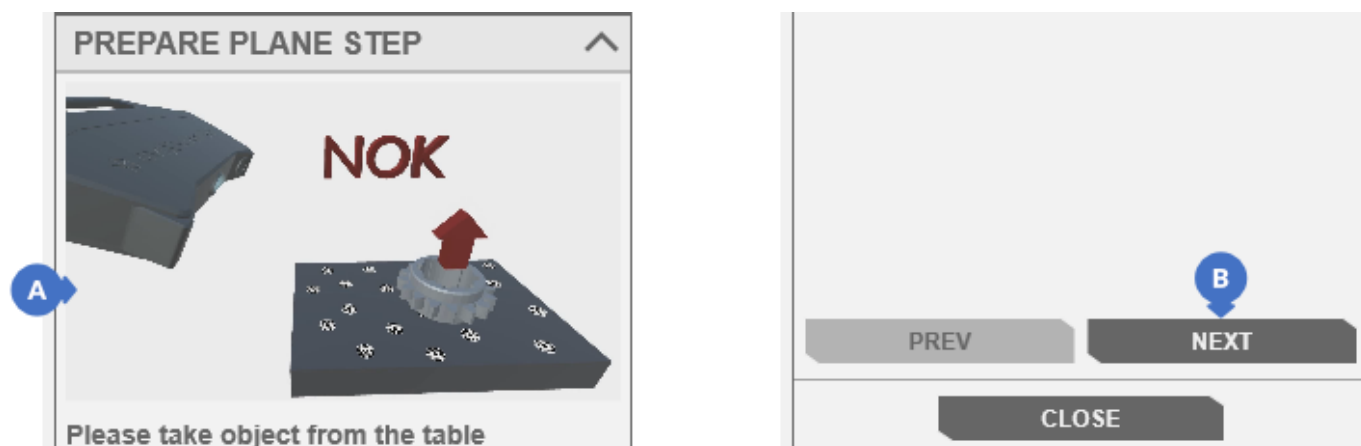 PREPARE PLANE STEP
NOK
A
Please take object from the table
B
PREV
NEXT
CLOSE